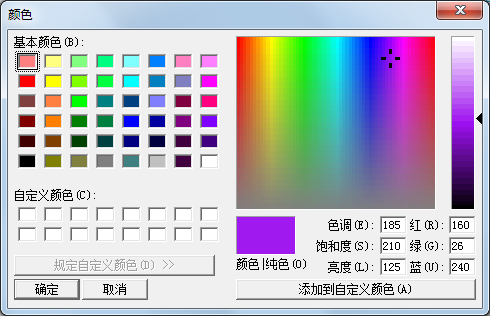 颜色
基本颜色(B):
自定义颜色(C):
规定自定义颜色(D) >>
确定 取消
颜色|纯色(O)
色调(E): 185 红(R): 160
饱和度(S): 210 绿(G): 26
亮度(L): 125 蓝(U): 240
添加到自定义颜色(A)